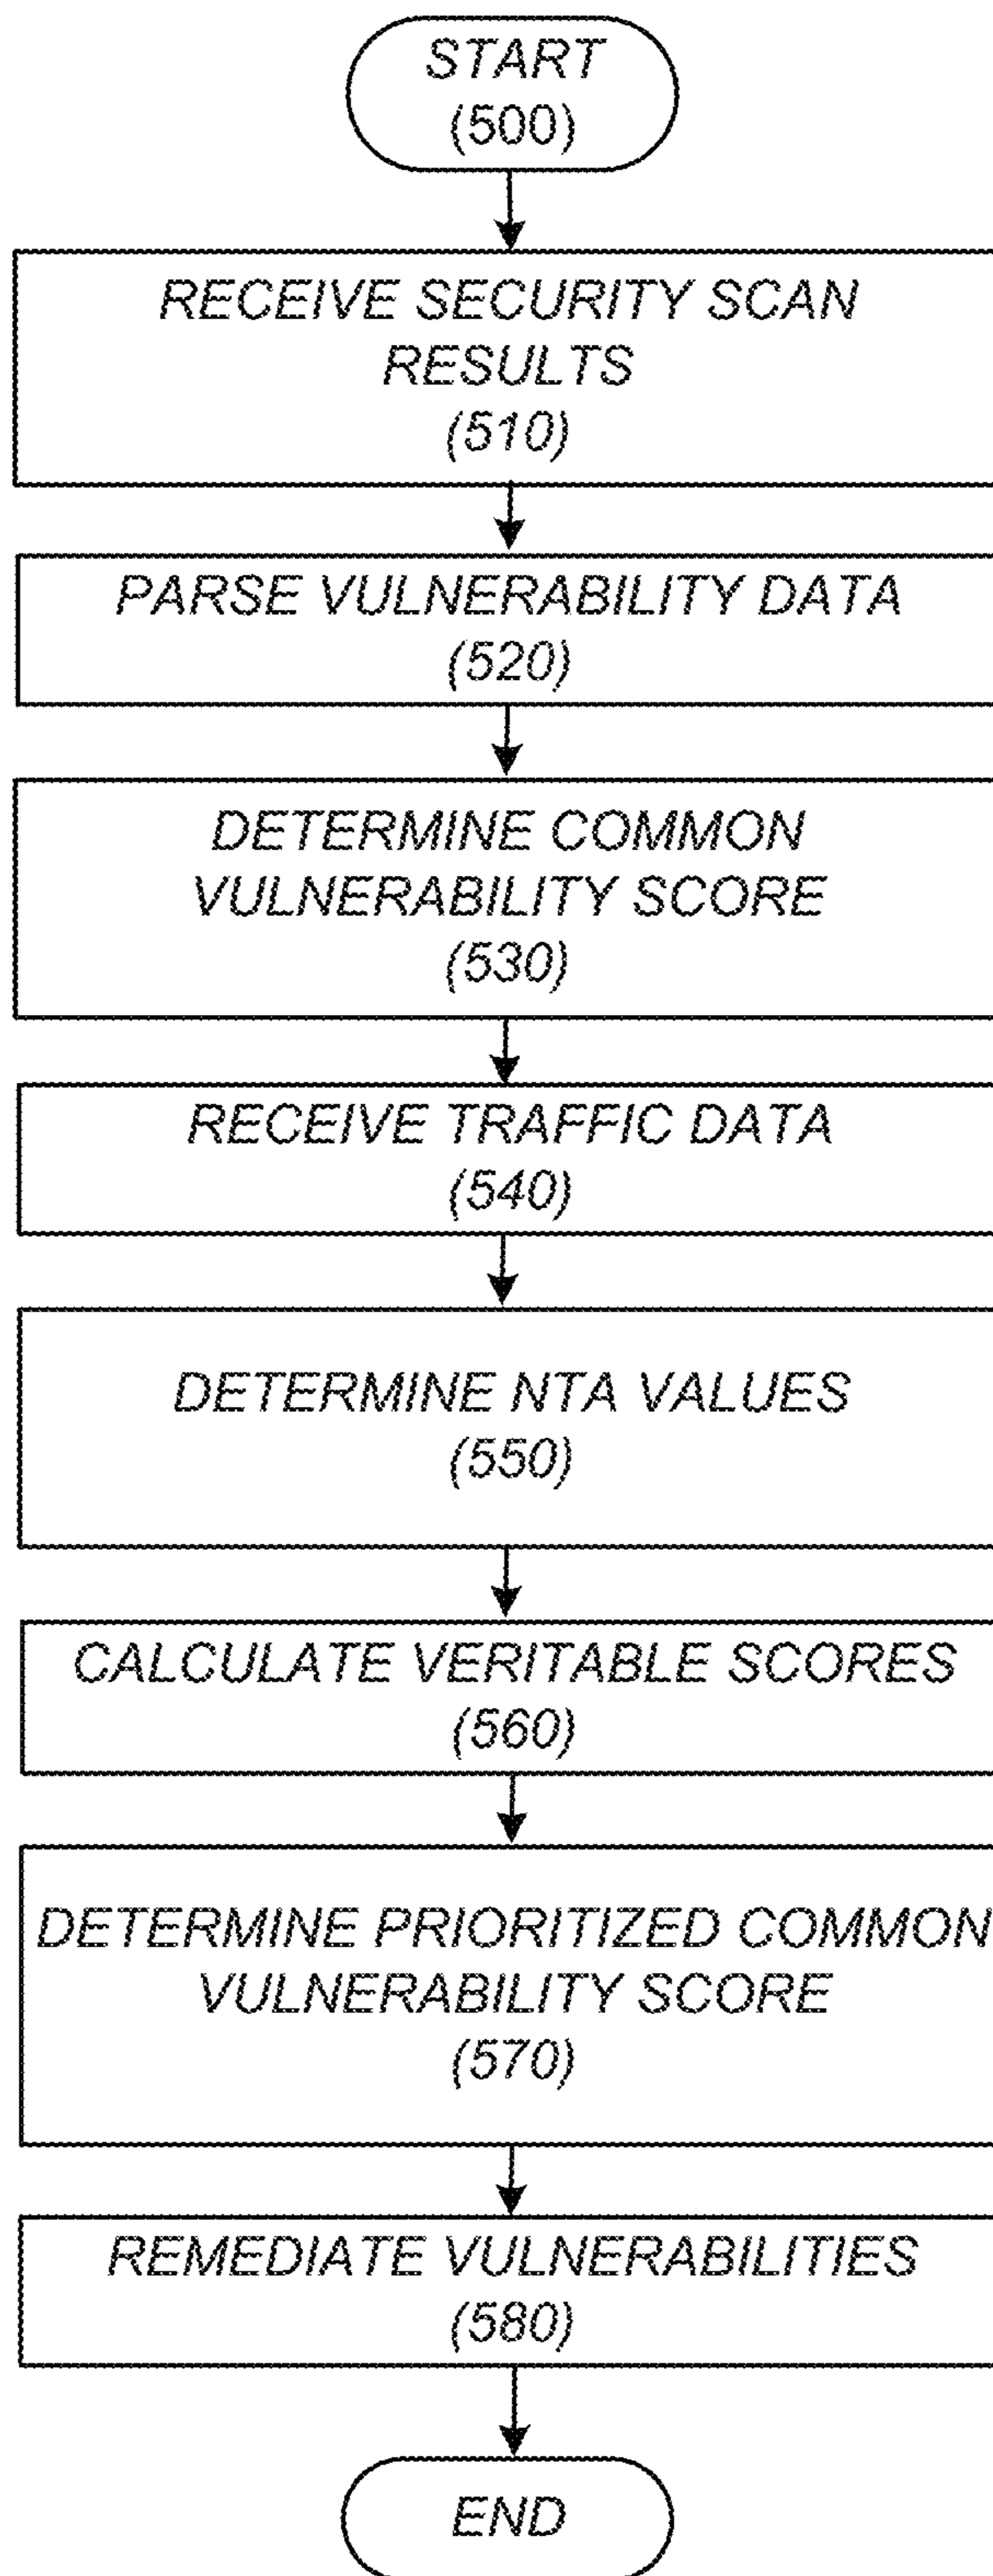 START
(500)
RECEIVE SECURITY SCAN
RESULTS
(510)
PARSE VULNERABILITY DATA
(520)
DETERMINE COMMON
VULNERABILITY SCORE
(530)
RECEIVE TRAFFIC DATA
(540)
DETERMINE NTA VALUES
(550)
CALCULATE VERITABLE SCORES
(560)
DETERMINE PRIORITIZED COMMON
VULNERABILITY SCORE
(570)
REMEDIATE VULNERABILITIES
(580)
END